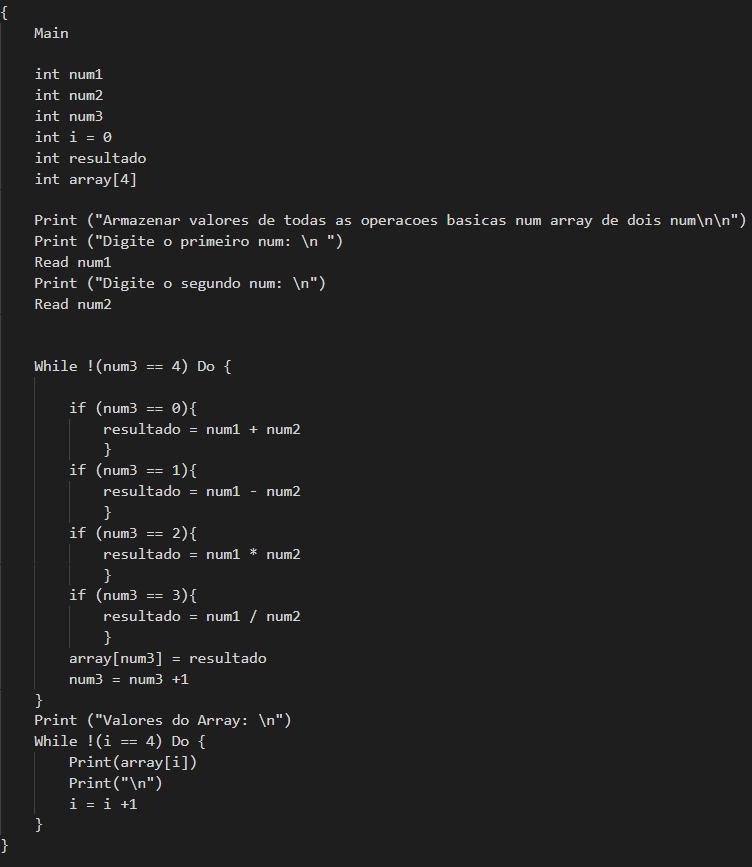 {
    Main

    int num1
    int num2
    int num3
    int i = 0
    int resultado
    int array[4]

    Print ("Armazenar valores de todas as operacoes basicas num array de dois num\n\n")
    Print ("Digite o primeiro num: \n ")
    Read num1
    Print ("Digite o segundo num: \n")
    Read num2


    While !(num3 == 4) Do {

        if (num3 == 0){
            resultado = num1 + num2
            }
        if (num3 == 1){
            resultado = num1 - num2
            }
        if (num3 == 2){
            resultado = num1 * num2
            }
        if (num3 == 3){
            resultado = num1 / num2
            }
        array[num3] = resultado
        num3 = num3 +1
    }
    Print ("Valores do Array: \n")
    While !(i == 4) Do {
        Print(array[i])
        Print("\n")
        i = i +1
    }
}